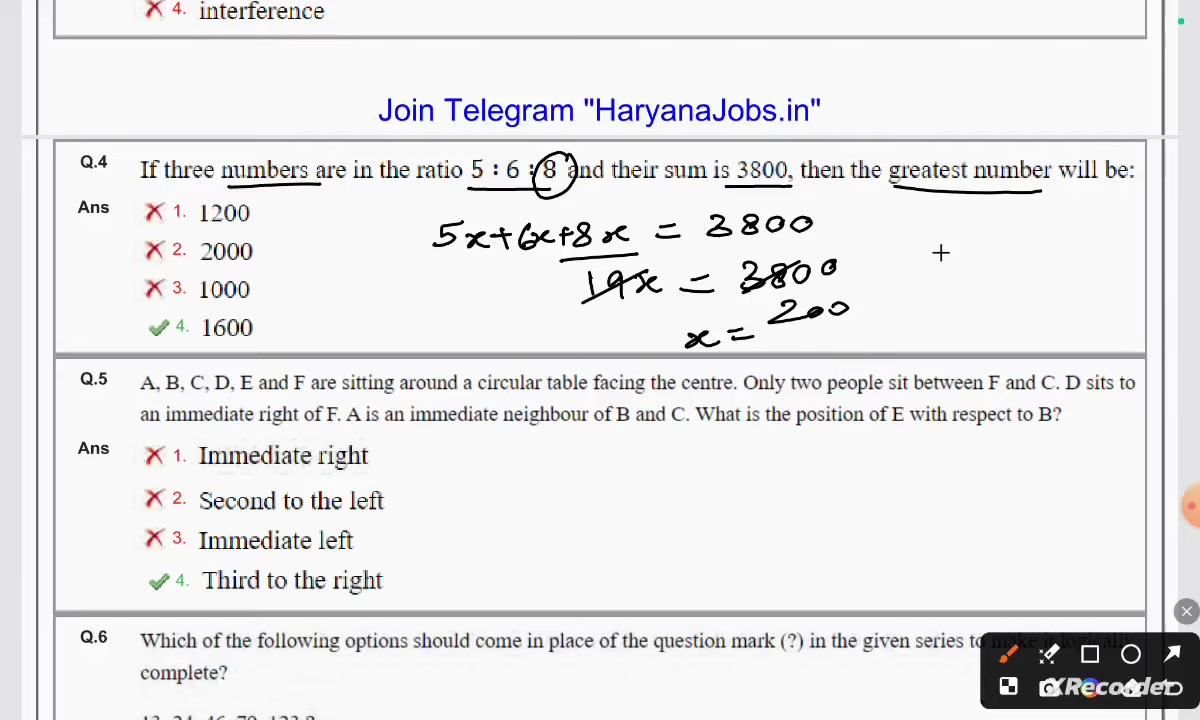 4. interference
Join Telegram "HaryanaJobs.in"
Q.4 If three numbers are in the ratio 5 : 6 : 8 and their sum is 3800, then the greatest number will be:
Ans 1. 1200
2. 2000
3. 1000
4. 1600
5x+6x+8x = 3800
19x = 3800
x = 200
Q.5 A, B, C, D, E and F are sitting around a circular table facing the centre. Only two people sit between F and C. D sits to
an immediate right of F. A is an immediate neighbour of B and C. What is the position of E with respect to B?
Ans 1. Immediate right
2. Second to the left
3. Immediate left
4. Third to the right
Q.6 Which of the following options should come in place of the question mark (?) in the given series to make it logically
complete?
XRecorder